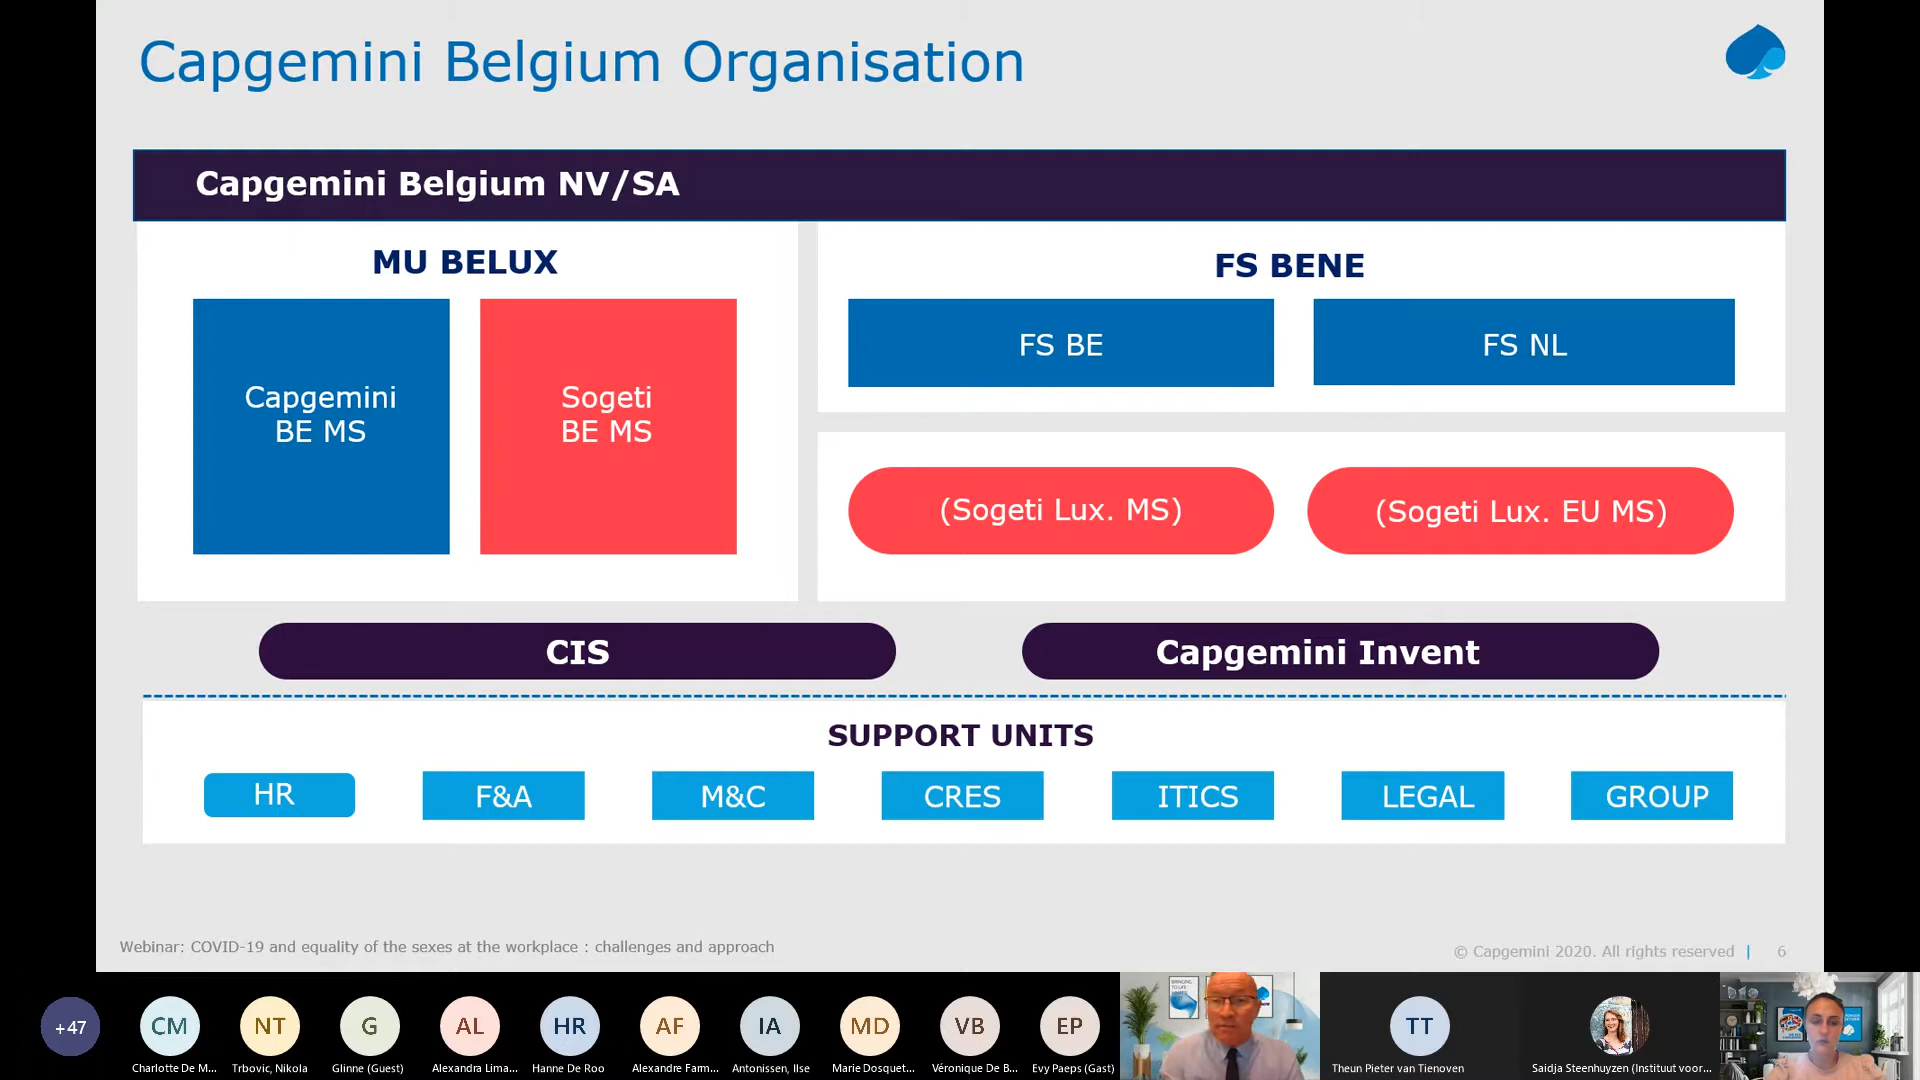 Capgemini Belgium Organisation
Capgemini Belgium NV/SA
MU BELUX
Capgemini
BE MS
Sogeti
BE MS
FS BENE
FS BE
FS NL
(Sogeti Lux. MS)
(Sogeti Lux. EU MS)
CIS
Capgemini Invent
SUPPORT UNITS
HR
F&A
M&C
CRES
ITICS
LEGAL
GROUP
Webinar: COVID-19 and equality of the sexes at the workplace : challenges and approach
© Capgemini 2020. All rights reserved | 6
+47
CM
NT
G
AL
HR
AF
IA
MD
VB
EP
TT
Charlotte De M...
Trbovic, Nikola
Glinne (Guest)
Alexandra Lima...
Hanne De Roo
Alexandre Farm...
Antonissen, Ilse
Marie Dosquet...
Véronique De B...
Evy Paeps (Gast)
Theun Pieter van Tienoven
Saidja Steenhuyzen (Instituut voor...